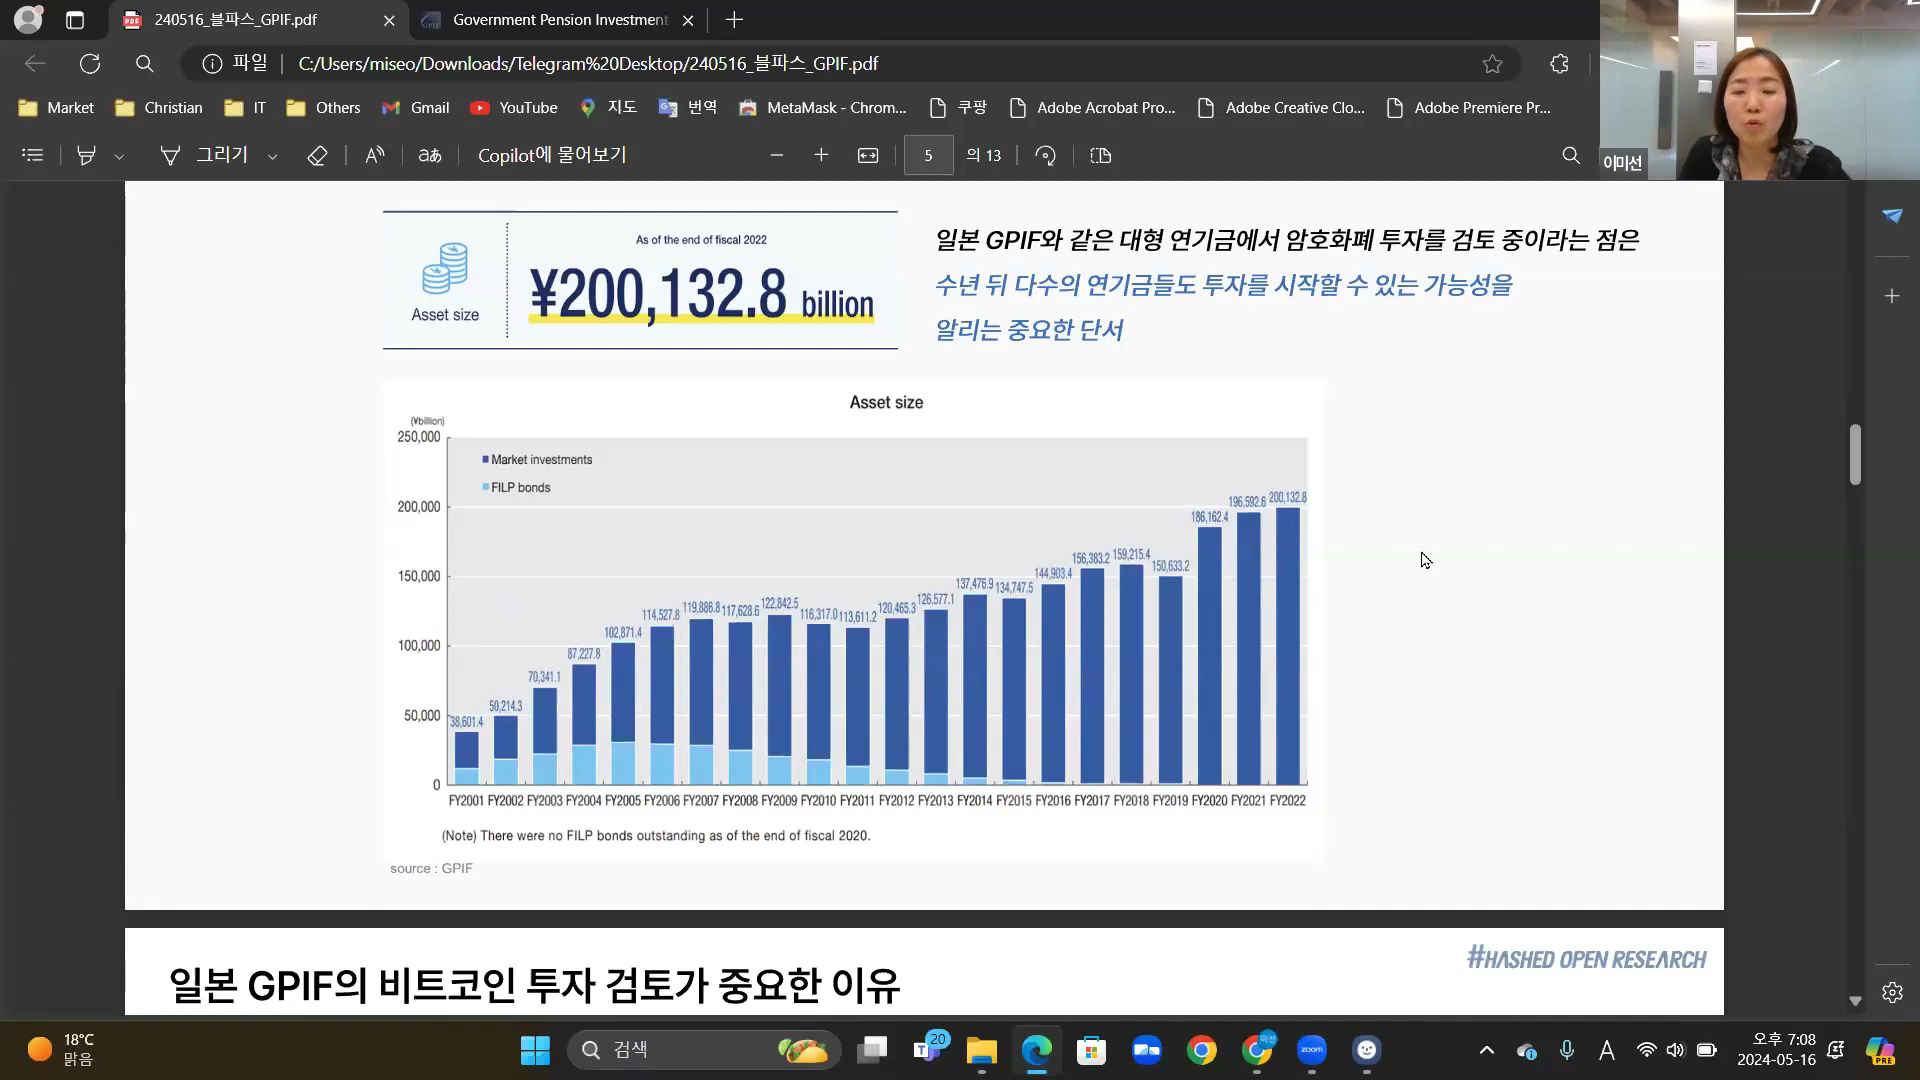 240516_블파스_GPIF.pdf
Government Pension Investment
파일
C:/Users/miseo/Downloads/Telegram%20Desktop/240516_블파스_GPIF.pdf
Market
Christian
IT
Others
Gmail
YouTube
지도
번역
MetaMask - Chrom...
쿠팡
Adobe Acrobat Pro...
Adobe Creative Clo...
Adobe Premiere Pr...
그리기
Copilot에 물어보기
5
의 13
이미선
As of the end of fiscal 2022
Asset size
¥200,132.8 billion
일본 GPIF와 같은 대형 연기금에서 암호화폐 투자를 검토 중이라는 점은
수년 뒤 다수의 연기금들도 투자를 시작할 수 있는 가능성을
알리는 중요한 단서
Asset size
(¥billion)
250,000
200,000
150,000
100,000
50,000
0
Market investments
FILP bonds
38,601.4
50,214.3
70,341.1
87,227.8
102,871.4
114,527.8
119,886.8
117,628.6
122,842.5
116,317.0
113,611.2
120,465.3
126,577.1
137,476.9
134,747.5
144,903.4
156,383.2
159,215.4
150,633.2
186,162.4
196,592.6
200,132.8
FY2001 FY2002 FY2003 FY2004 FY2005 FY2006 FY2007 FY2008 FY2009 FY2010 FY2011 FY2012 FY2013 FY2014 FY2015 FY2016 FY2017 FY2018 FY2019 FY2020 FY2021 FY2022
(Note) There were no FILP bonds outstanding as of the end of fiscal 2020.
source : GPIF
#HASHED OPEN RESEARCH
일본 GPIF의 비트코인 투자 검토가 중요한 이유
18°C
맑음
검색
20
zoom
A
오후 7:08
2024-05-16
PRE